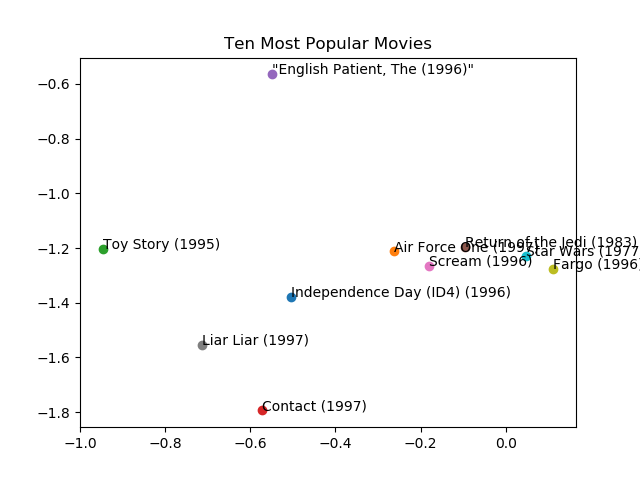 Ten Most Popular Movies
−0.6
"English Patient, The (1996)"
−0.8
−1.0
−1.2
Toy Story (1995)
Return of the Jedi (1983)
Air Force One (1997)
Star Wars (1977)
Scream (1996)
Fargo (1996)
Independence Day (ID4) (1996)
−1.4
Liar Liar (1997)
−1.6
Contact (1997)
−1.8
−1.0 −0.8 −0.6 −0.4 −0.2 0.0